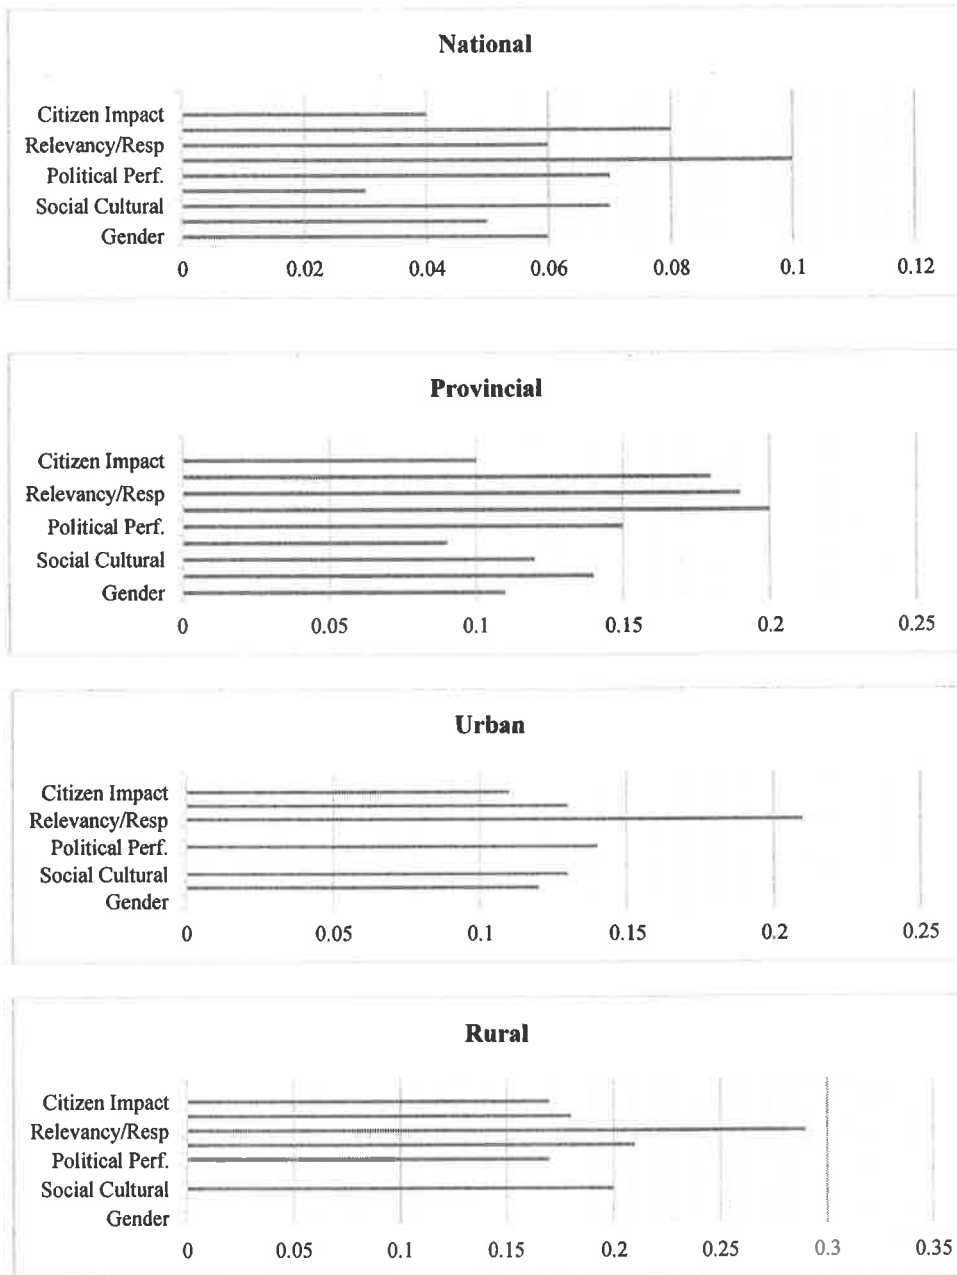 National
Citizen Impact
Relevancy/Resp
Political Perf.
Social Cultural
Gender
0 0.02 0.04 0.06 0.08 0.1 0.12
Provincial
Citizen Impact
Relevancy/Resp
Political Perf.
Social Cultural
Gender
0 0.05 0.1 0.15 0.2 0.25
Urban
Citizen Impact
Relevancy/Resp
Political Perf.
Social Cultural
Gender
0 0.05 0.1 0.15 0.2 0.25
Rural
Citizen Impact
Relevancy/Resp
Political Perf.
Social Cultural
Gender
0 0.05 0.1 0.15 0.2 0.25 0.3 0.35